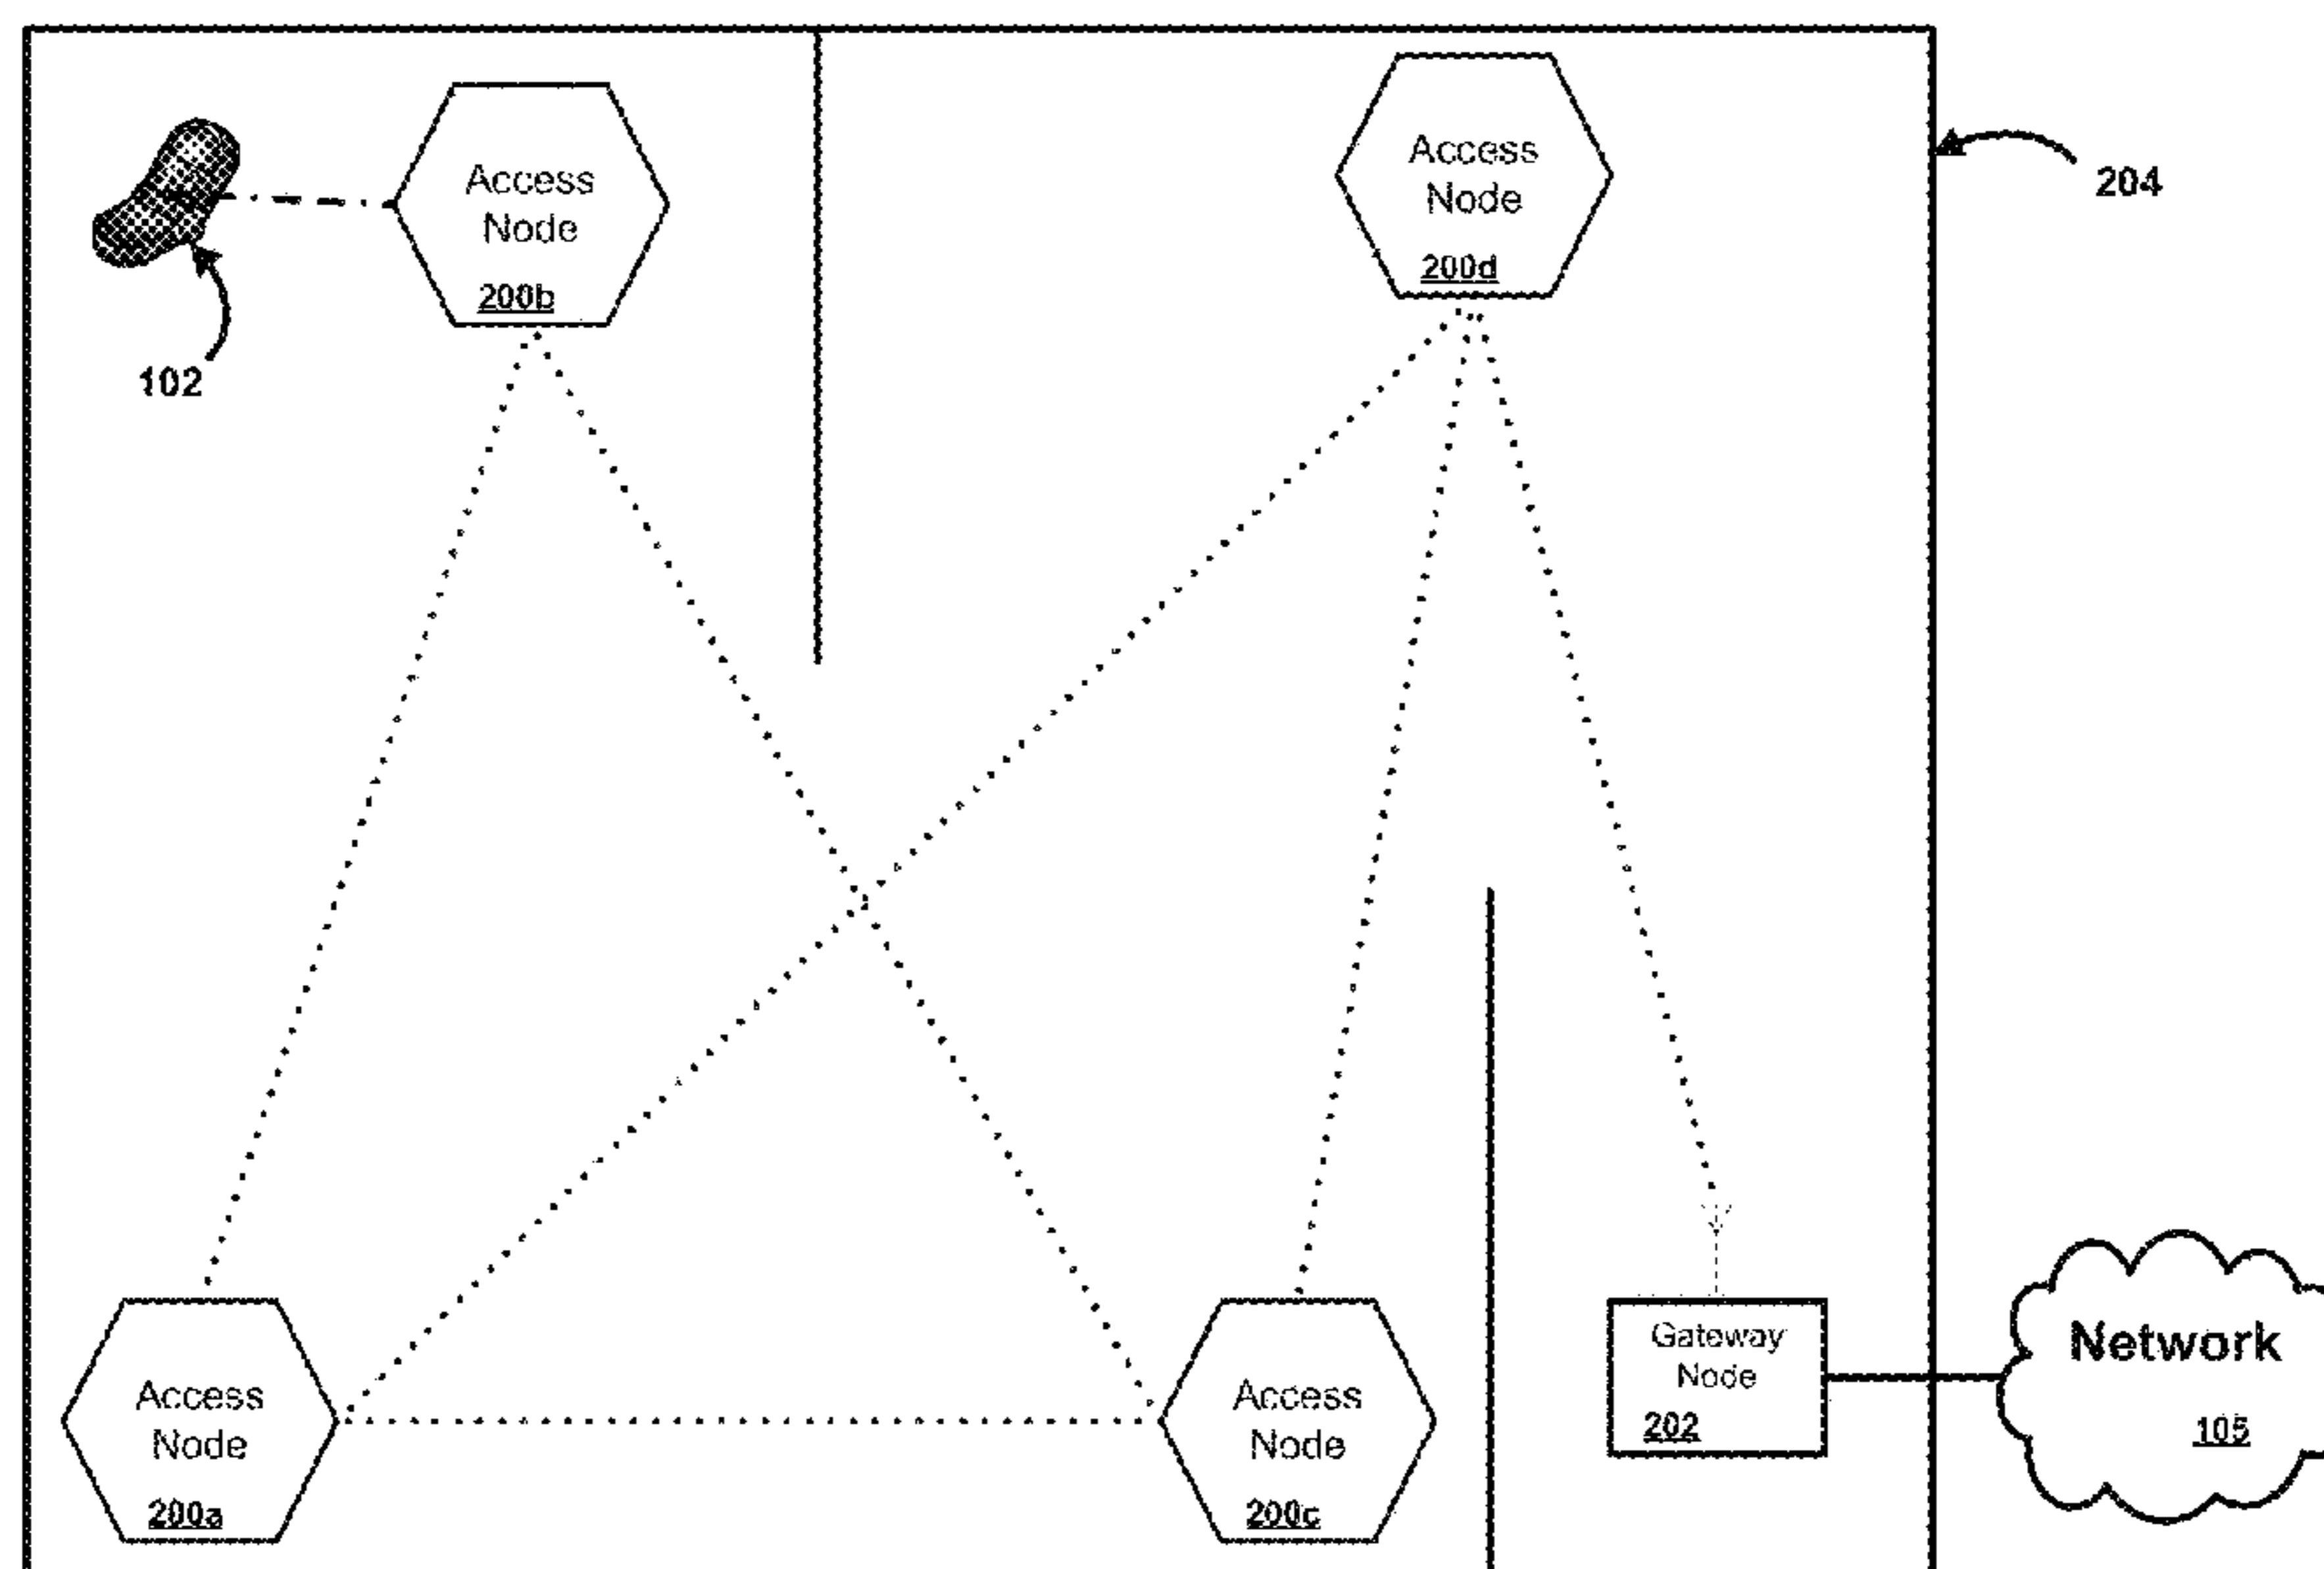 Access
Node
200b
Access
Node
200d
204
102
Access
Node
200a
Access
Node
200c
Gateway
Node
202
Network
105